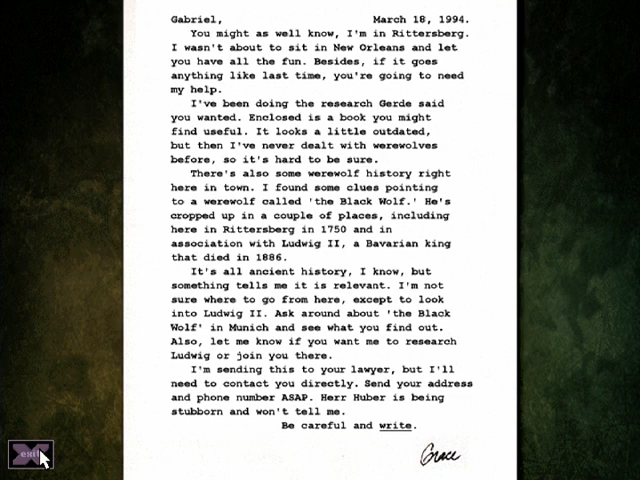 Gabriel, March 18, 1994.
You might as well know, I'm in Rittersberg.
I wasn't about to sit in New Orleans and let
you have all the fun. Besides, if it goes
anything like last time, you're going to need
my help.
I've been doing the research Gerde said
you wanted. Enclosed is a book you might
find useful. It looks a little outdated,
but then I've never dealt with werewolves
before, so it's hard to be sure.
There's also some werewolf history right
here in town. I found some clues pointing
to a werewolf called 'the Black Wolf.' He's
cropped up in a couple of places, including
here in Rittersberg in 1750 and in
association with Ludwig II, a Bavarian king
that died in 1886.
It's all ancient history, I know, but
something tells me it is relevant. I'm not
sure where to go from here, except to look
into Ludwig II. Ask around about 'the Black
Wolf' in Munich and see what you find out.
Also, let me know if you want me to research
Ludwig or join you there.
I'm sending this to your lawyer, but I'll
need to contact you directly. Send your address
and phone number ASAP. Herr Huber is being
stubborn and won't tell me.
Be careful and write.
Grace
exit